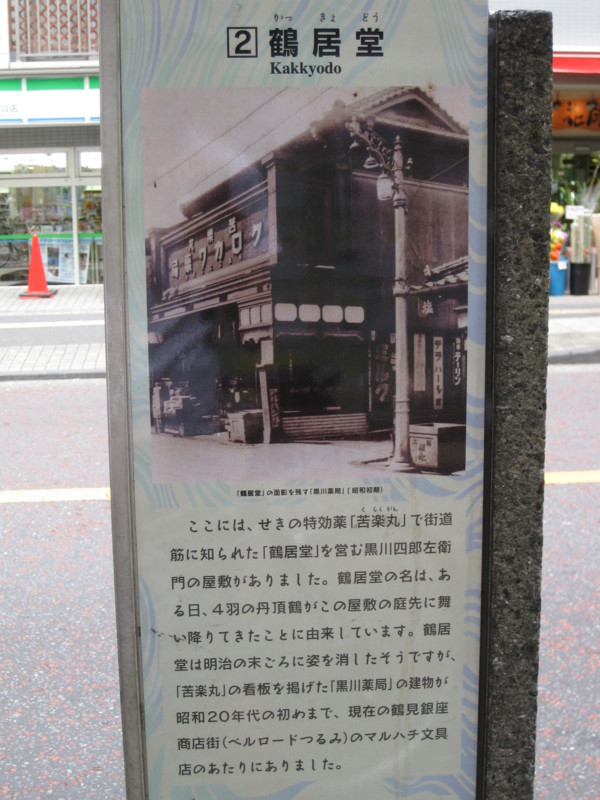 かっ きょ どう
2 鶴居堂
Kakkyodo
「鶴居堂」の面影を残す「黒川薬局」(昭和初期)
くらくがん
ここには、せきの特効薬「苦楽丸」で街道
筋に知られた「鶴居堂」を営む黒川四郎左衛
門の屋敷がありました。鶴居堂の名は、あ
る日、4羽の丹頂鶴がこの屋敷の庭先に舞
い降りてきたことに由来しています。鶴居
堂は明治の末ごろに姿を消したそうですが、
「苦楽丸」の看板を掲げた「黒川薬局」の建物が
昭和20年代の初めまで、現在の鶴見銀座
商店街(ベルロードつるみ)のマルハチ文具
店のあたりにありました。